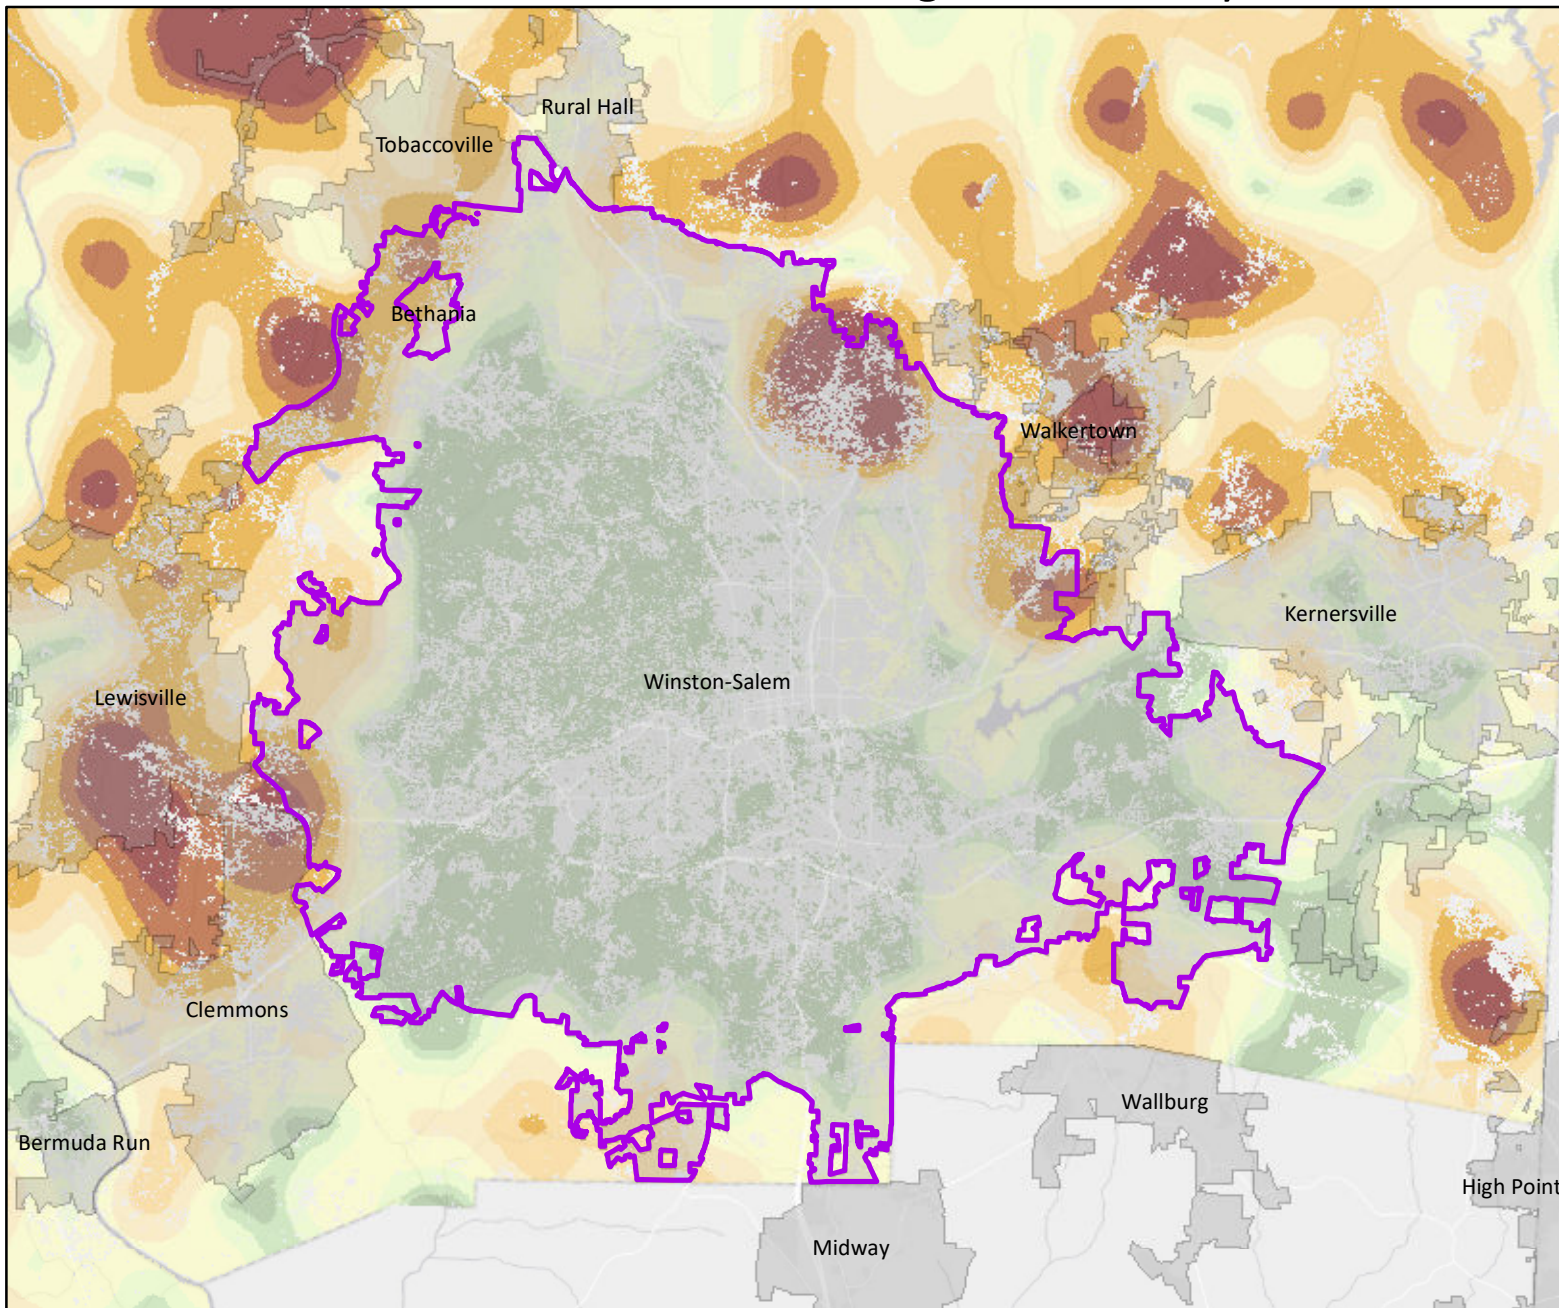 Rural Hall
Tobaccoville
Bethania
Walkertown
Kernersville
Winston-Salem
Lewisville
Clemmons
Wallburg
Bermuda Run
High Point
Midway